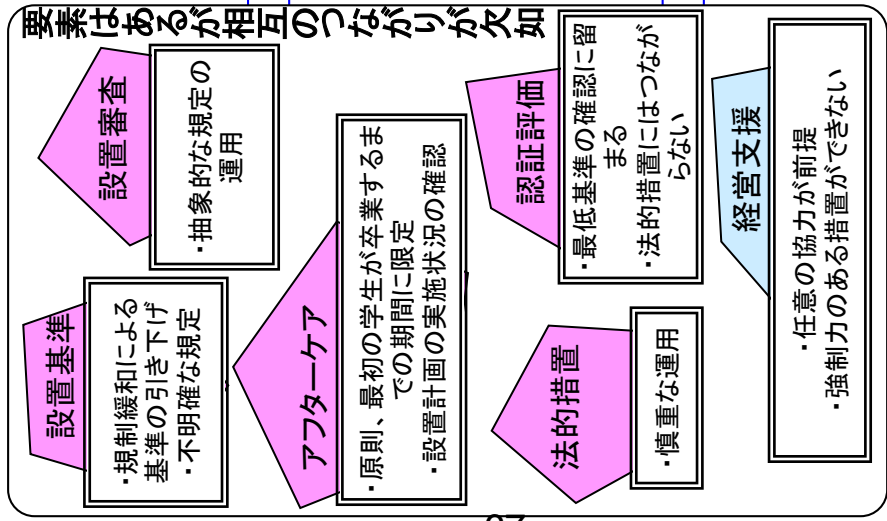 要素はあるが相互のつながりが欠如
設置基準
・規制緩和による
基準の引き下げ
・不明確な規定
設置審査
・抽象的な規定の
運用
アフターケア
・原則、最初の学生が卒業するま
での期間に限定
・設置計画の実施状況の確認
法的措置
・慎重な運用
認証評価
・最低基準の確認に留
まる
・法的措置にはつなが
らない
経営支援
・任意の協力が前提
・強制力のある措置ができない